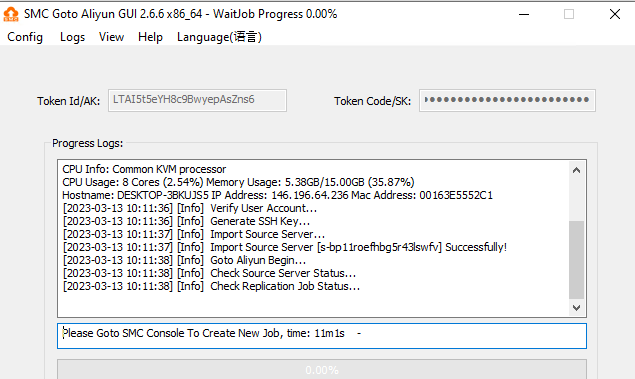 SMC Goto Aliyun GUI 2.6.6 x86_64 - WaitJob Progress 0.00%
Config Logs View Help Language(语言)
Token Id/AK: LTAI5t5eYH8c9BwyepAsZns6 Token Code/SK: ••••••••••••••••••••••••
Progress Logs:
CPU Info: Common KVM processor
CPU Usage: 8 Cores (2.54%) Memory Usage: 5.38GB/15.00GB (35.87%)
Hostname: DESKTOP-3BKUJS5 IP Address: 146.196.64.236 Mac Address: 00163E5552C1
[2023-03-13 10:11:36] [Info] Verify User Account...
[2023-03-13 10:11:36] [Info] Generate SSH Key...
[2023-03-13 10:11:37] [Info] Import Source Server...
[2023-03-13 10:11:37] [Info] Import Source Server [s-bp11roefhbg5r43lswfv] Successfully!
[2023-03-13 10:11:38] [Info] Goto Aliyun Begin...
[2023-03-13 10:11:38] [Info] Check Source Server Status...
[2023-03-13 10:11:38] [Info] Check Replication Job Status...
Please Goto SMC Console To Create New Job, time: 11m1s -
0.00%